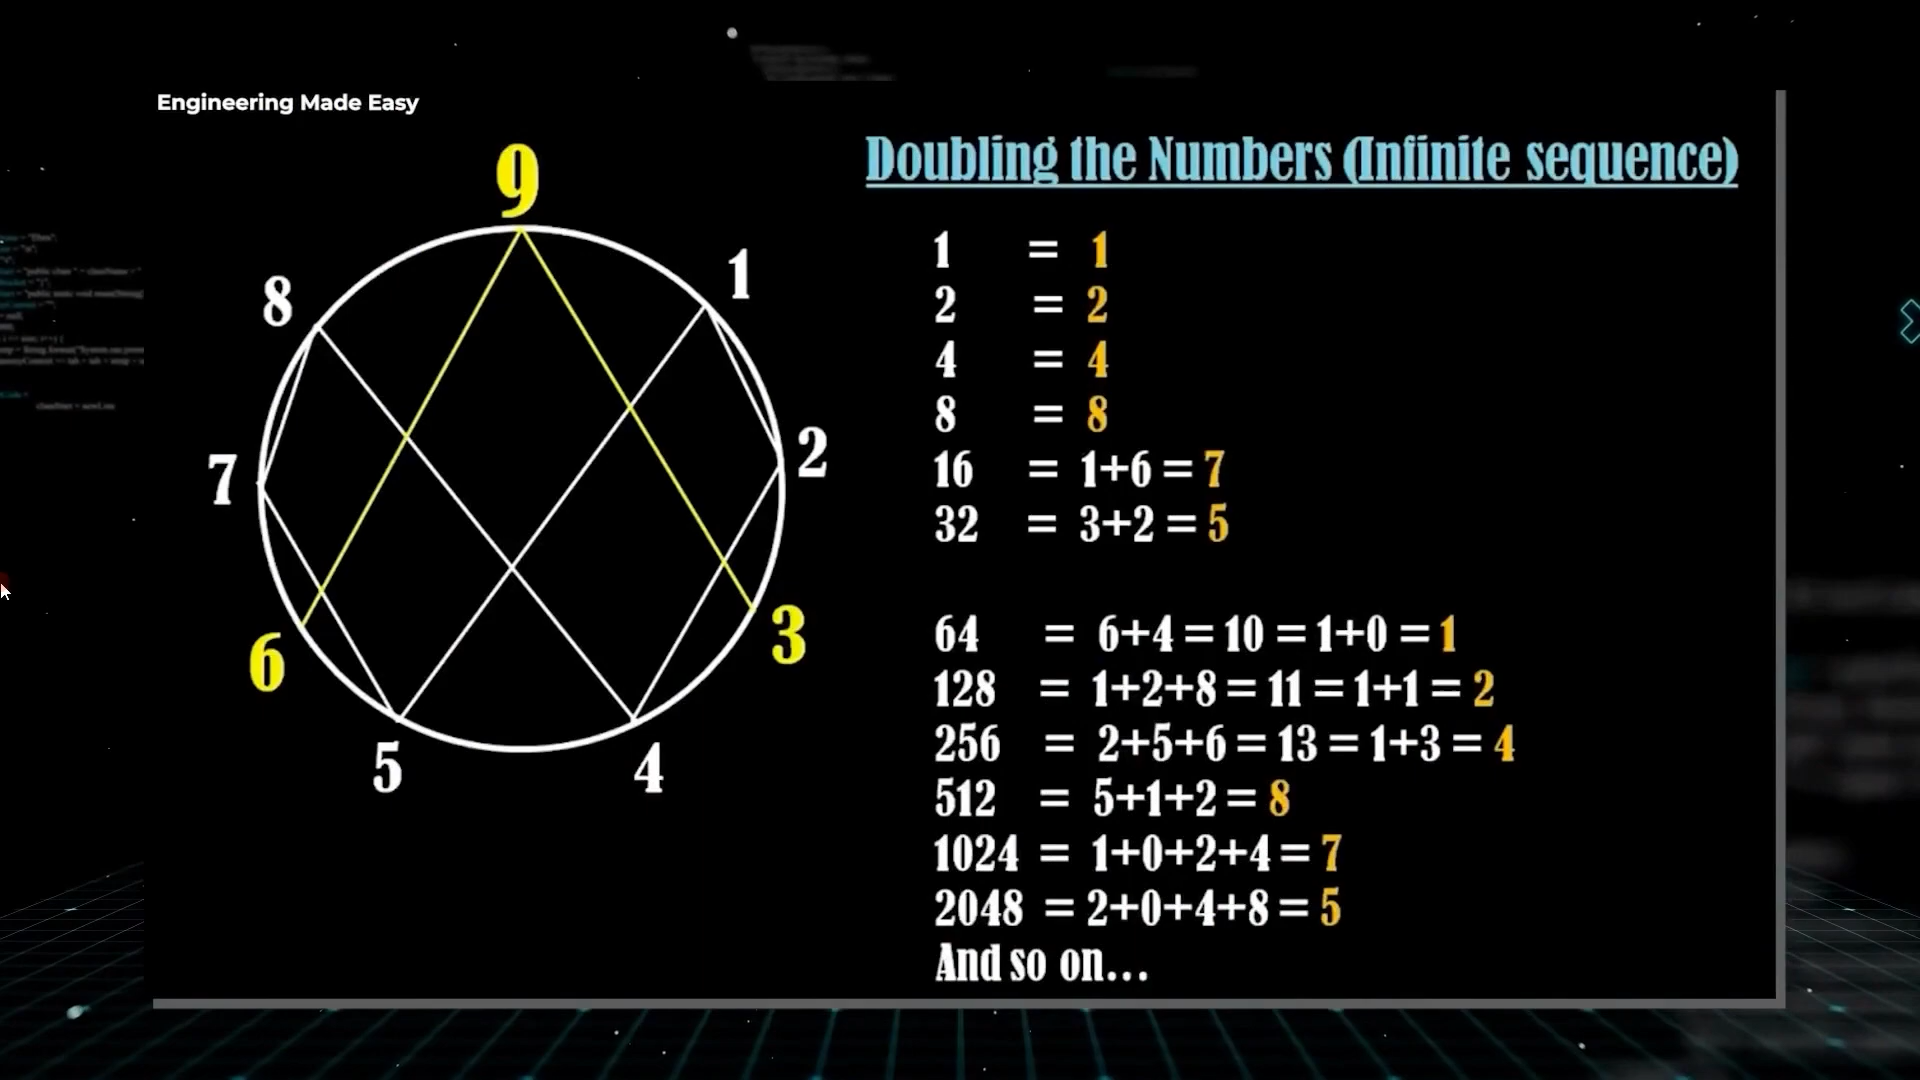 Engineering Made Easy
Doubling the Numbers (Infinite sequence)
9
1
8
2
7
3
6
5
4
1 = 1
2 = 2
4 = 4
8 = 8
16 = 1+6 = 7
32 = 3+2 = 5
64 = 6+4 = 10 = 1+0 = 1
128 = 1+2+8 = 11 = 1+1 = 2
256 = 2+5+6 = 13 = 1+3 = 4
512 = 5+1+2 = 8
1024 = 1+0+2+4 = 7
2048 = 2+0+4+8 = 5
And so on...